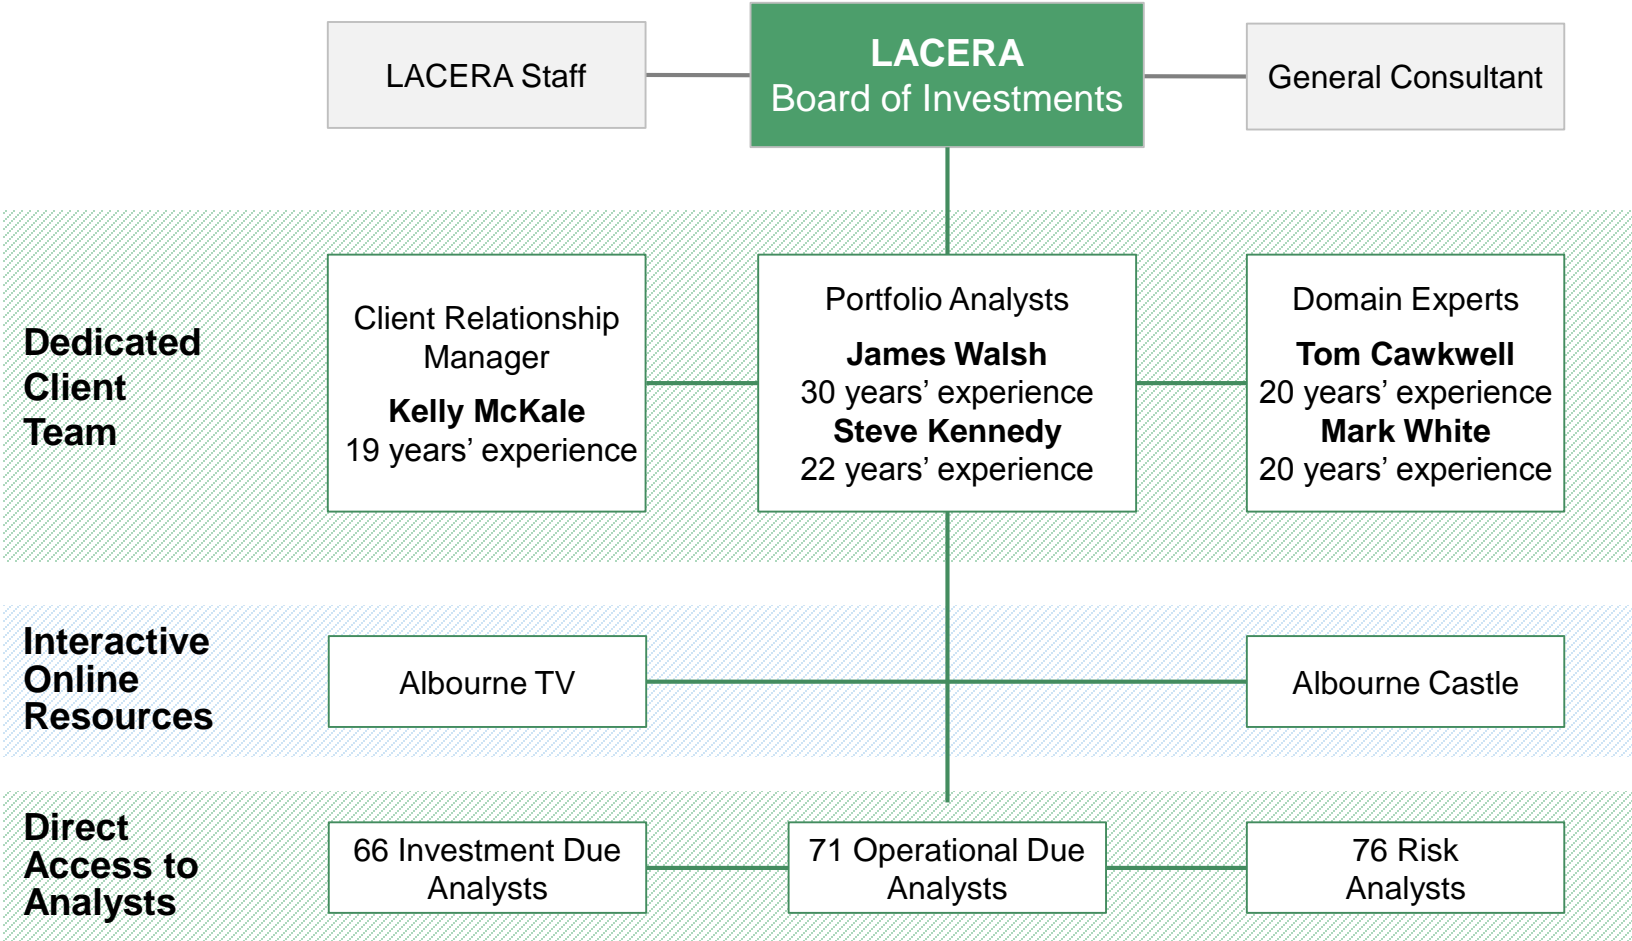 LACERA Staff
LACERA
Board of Investments
General Consultant
Dedicated
Client
Team
Client Relationship
Manager
Kelly McKale
19 years’ experience
Portfolio Analysts
James Walsh
30 years’ experience
Steve Kennedy
22 years’ experience
Domain Experts
Tom Cawkwell
20 years’ experience
Mark White
20 years’ experience
Interactive
Online
Resources
Albourne TV
Albourne Castle
Direct
Access to
Analysts
66 Investment Due
Analysts
71 Operational Due
Analysts
76 Risk
Analysts